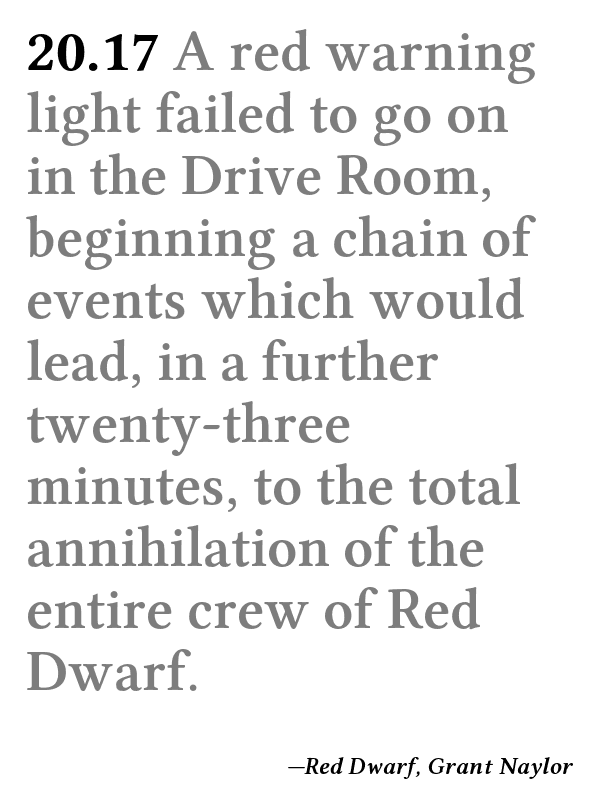 20.17 A red warning
light failed to go on
in the Drive Room,
beginning a chain of
events which would
lead, in a further
twenty-three
minutes, to the total
annihilation of the
entire crew of Red
Dwarf.
—Red Dwarf, Grant Naylor